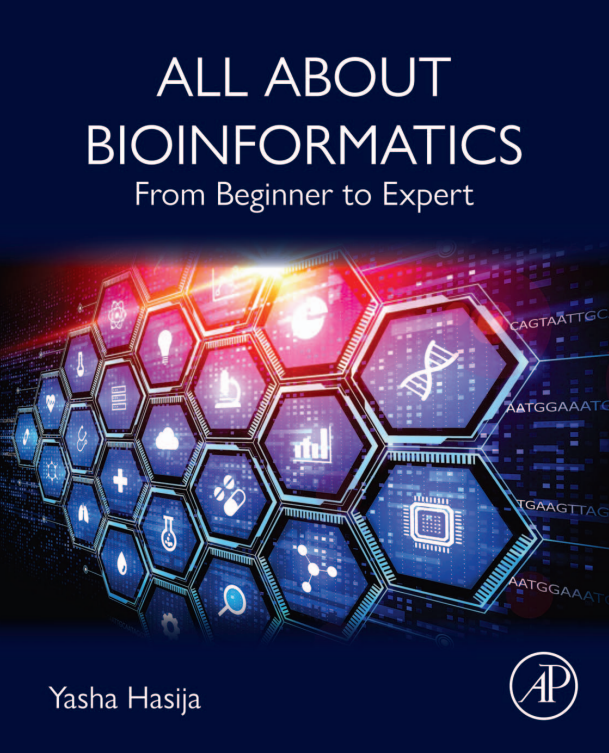 ALL ABOUT
BIOINFORMATICS
From Beginner to Expert
CAGTAATTGC
AATGGAAATC
TGAAGTTAG
AATGGAAAT
Yasha Hasija
AP